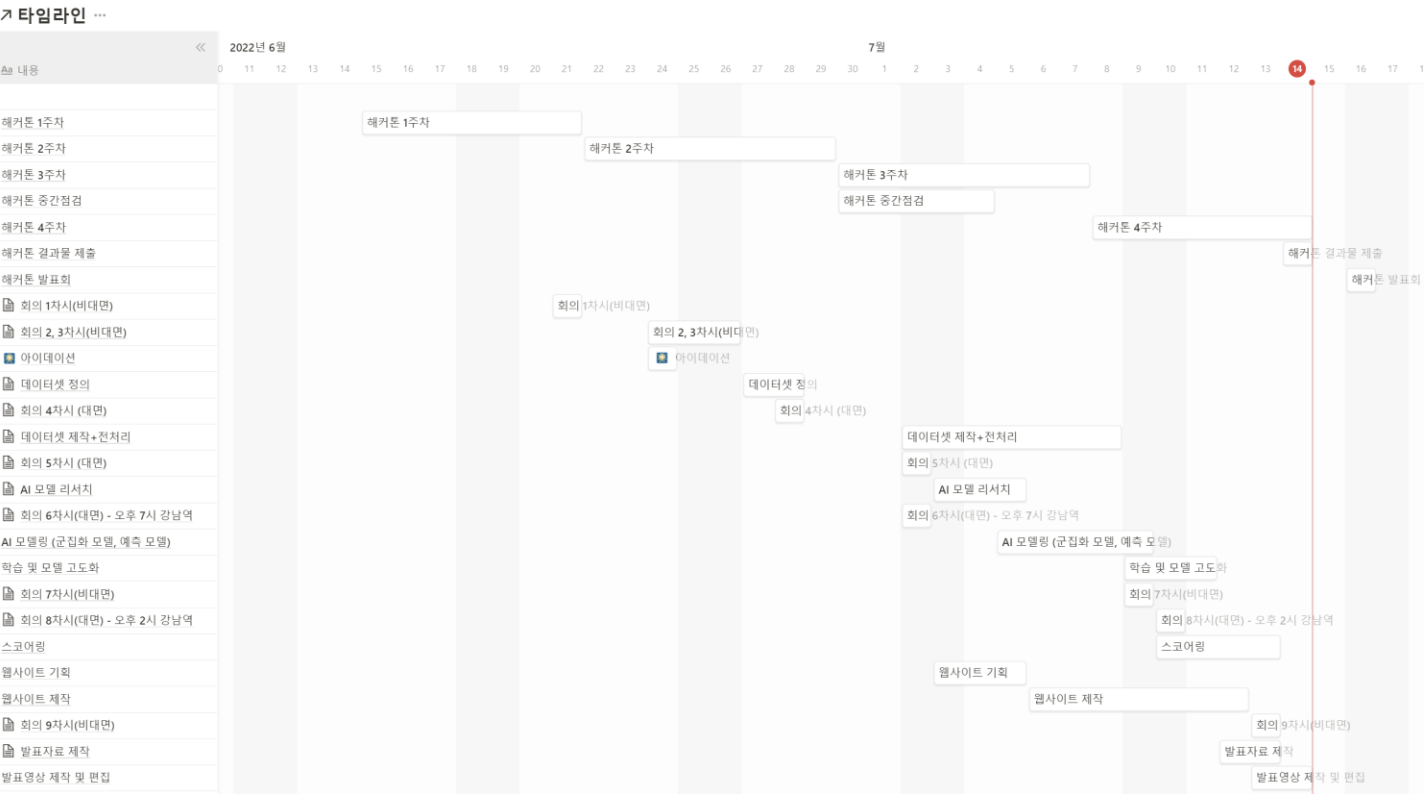 타임라인 ···
2022년 6월 7월
Aa 내용
0 11 12 13 14 15 16 17 18 19 20 21 22 23 24 25 26 27 28 29 30 1 2 3 4 5 6 7 8 9 10 11 12 13 14 15 16 17 1
해커톤 1주차 해커톤 1주차
해커톤 2주차 해커톤 2주차
해커톤 3주차 해커톤 3주차
해커톤 중간점검 해커톤 중간점검
해커톤 4주차 해커톤 4주차
해커톤 결과물 제출 해커톤 결과물 제출
해커톤 발표회 해커톤 발표회
회의 1차시(비대면) 회의 1차시(비대면)
회의 2, 3차시(비대면) 회의 2, 3차시(비대면)
아이데이션 아이데이션
데이터셋 정의 데이터셋 정의
회의 4차시 (대면) 회의 4차시 (대면)
데이터셋 제작+전처리 데이터셋 제작+전처리
회의 5차시 (대면) 회의 5차시 (대면)
AI 모델 리서치 AI 모델 리서치
회의 6차시(대면) - 오후 7시 강남역 회의 6차시(대면) - 오후 7시 강남역
AI 모델링 (군집화 모델, 예측 모델) AI 모델링 (군집화 모델, 예측 모델)
학습 및 모델 고도화 학습 및 모델 고도화
회의 7차시(비대면) 회의 7차시(비대면)
회의 8차시(대면) - 오후 2시 강남역 회의 8차시(대면) - 오후 2시 강남역
스코어링 스코어링
웹사이트 기획 웹사이트 기획
웹사이트 제작 웹사이트 제작
회의 9차시(비대면) 회의 9차시(비대면)
발표자료 제작 발표자료 제작
발표영상 제작 및 편집 발표영상 제작 및 편집